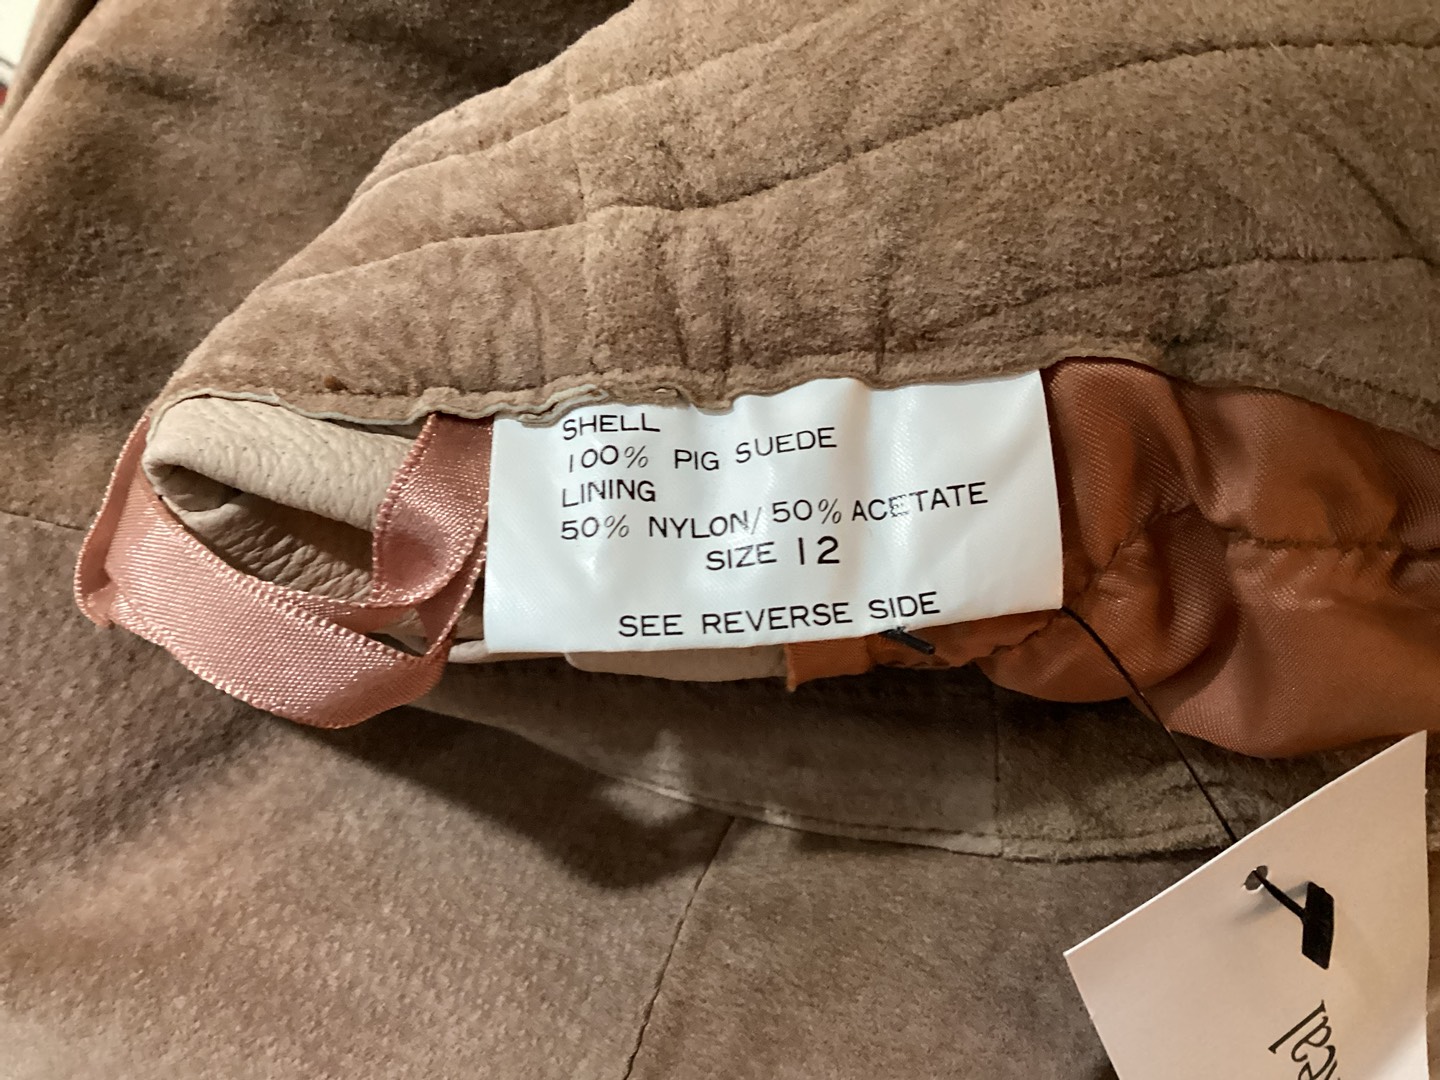 SHELL
100% PIG SUEDE
LINING
50% NYLON/50% ACETATE
SIZE 12
SEE REVERSE SIDE